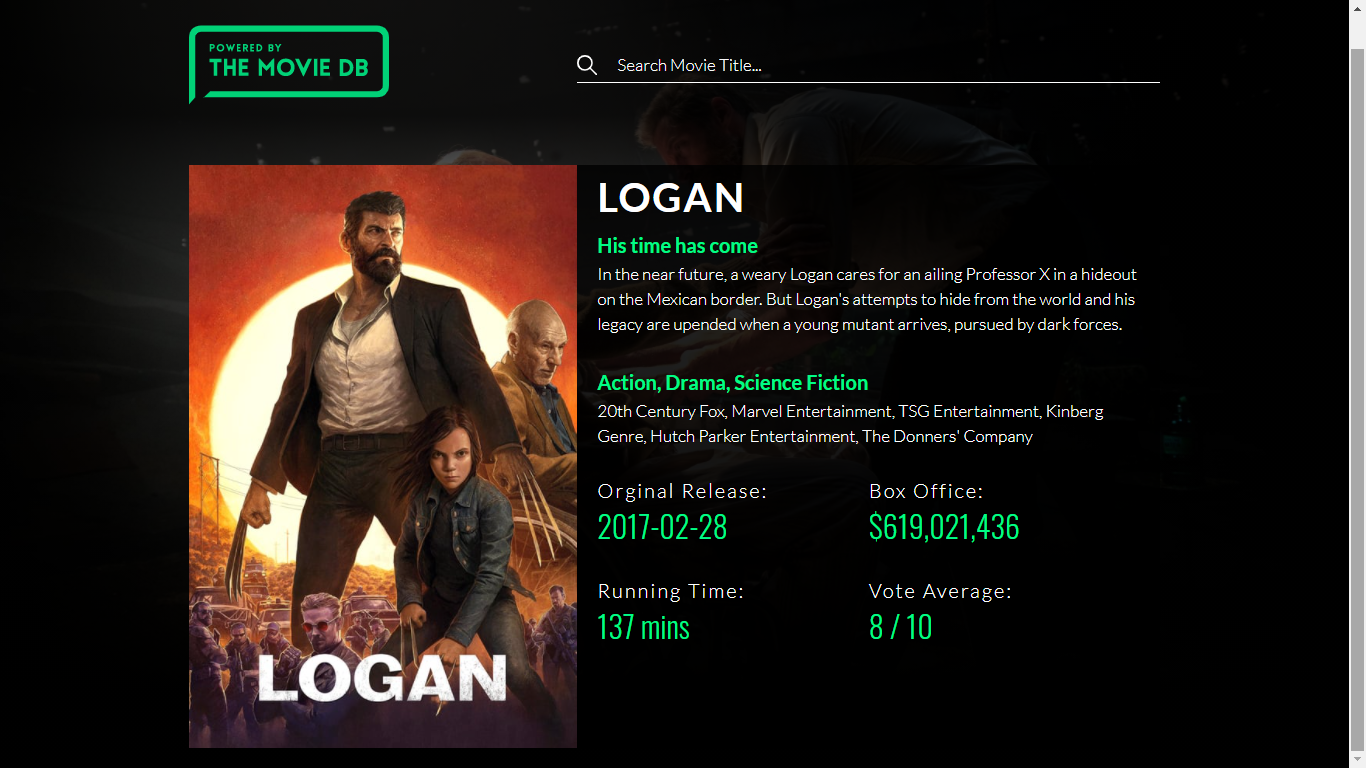 POWERED BY
THE MOVIE DB
Search Movie Title...
LOGAN
His time has come
In the near future, a weary Logan cares for an ailing Professor X in a hideout
on the Mexican border. But Logan's attempts to hide from the world and his
legacy are upended when a young mutant arrives, pursued by dark forces.
Action, Drama, Science Fiction
20th Century Fox, Marvel Entertainment, TSG Entertainment, Kinberg
Genre, Hutch Parker Entertainment, The Donners' Company
Orginal Release:
Box Office:
2017-02-28
$619,021,436
Running Time:
Vote Average:
137 mins
8 / 10
LOGAN